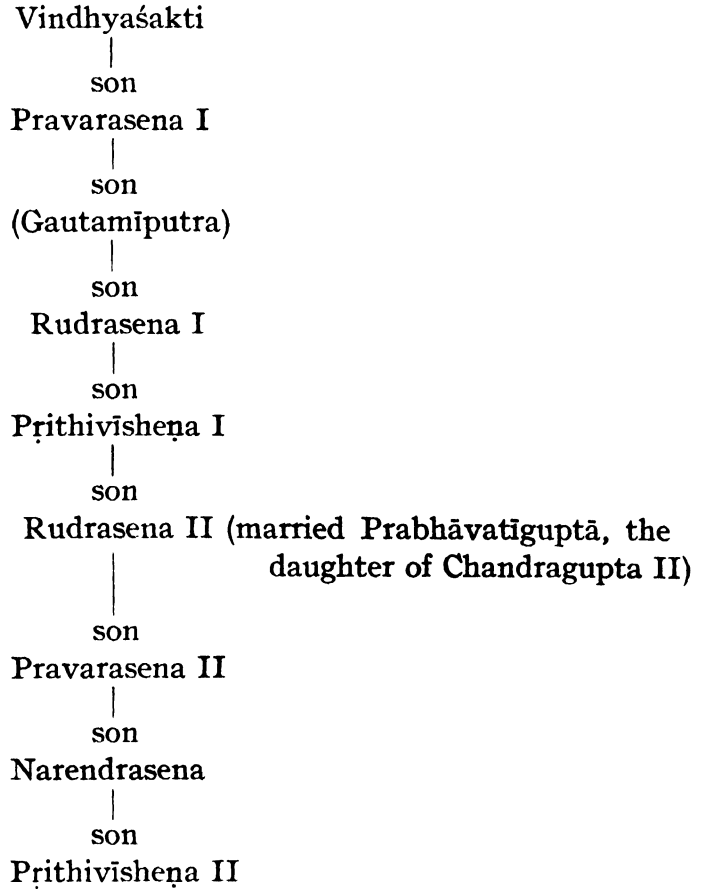 Vindhyaśakti
son
Pravarasena I
son
(Gautamīputra)
son
Rudrasena I
son
Pṛithivīsheṇa I
son
Rudrasena II (married Prabhāvatīguptā, the
daughter of Chandragupta II)
son
Pravarasena II
son
Narendrasena
son
Pṛithivīsheṇa II